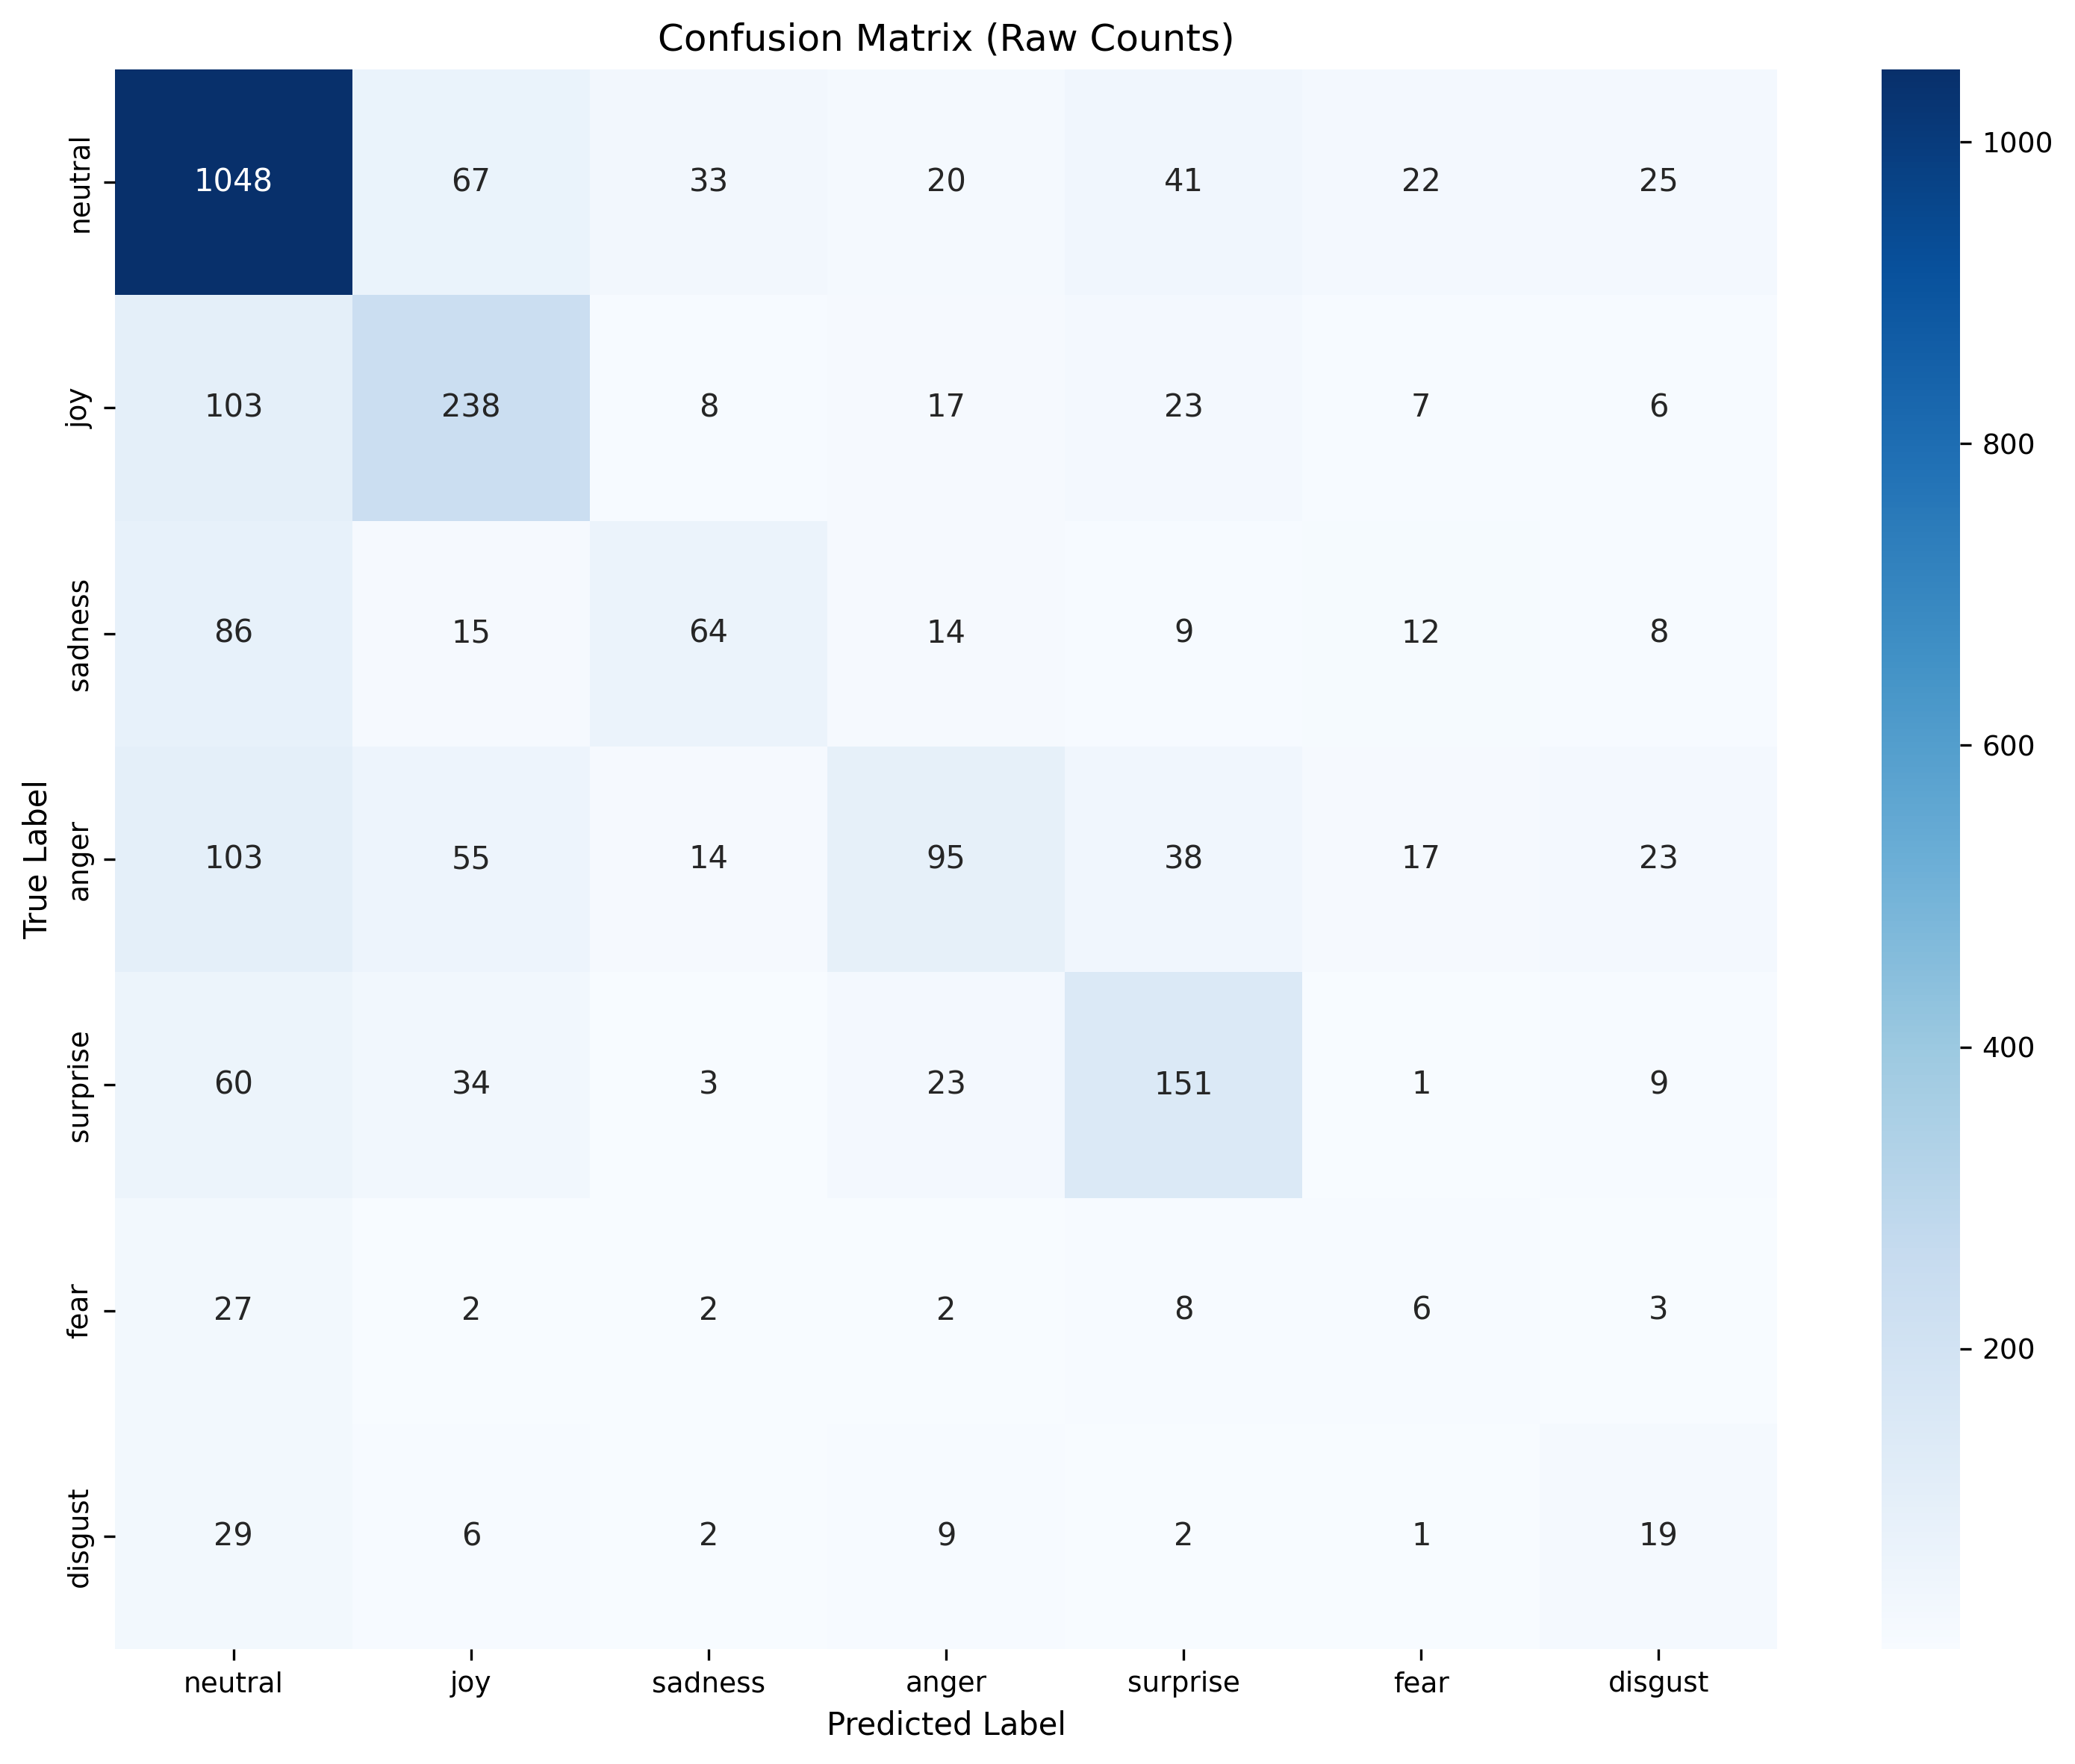 Confusion Matrix (Raw Counts)
neutral 1048 67 33 20 41 22 25
joy 103 238 8 17 23 7 6
sadness 86 15 64 14 9 12 8
anger 103 55 14 95 38 17 23
surprise 60 34 3 23 151 1 9
fear 27 2 2 2 8 6 3
disgust 29 6 2 9 2 1 19
neutral joy sadness anger surprise fear disgust
True Label
Predicted Label
1000
800
600
400
200